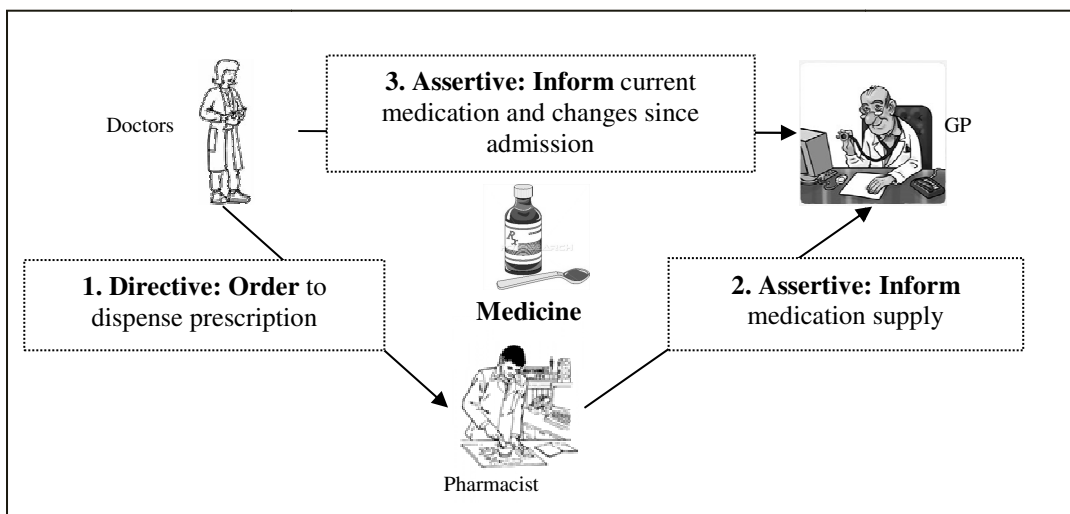 3. Assertive: Inform current
medication and changes since
admission
Doctors
GP
Rx
1. Directive: Order to
dispense prescription
Medicine
2. Assertive: Inform
medication supply
Pharmacist